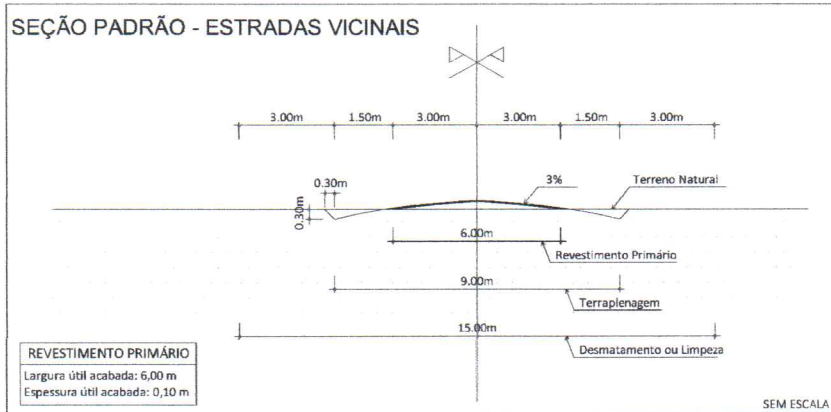 SEÇÃO PADRÃO - ESTRADAS VICINAIS
3.00m 1.50m 3.00m 3.00m 1.50m 3.00m
0.30m
3%
Terreno Natural
0.30m
6.00m
Revestimento Primário
9.00m
Terraplenagem
15.00m
Desmatamento ou Limpeza
REVESTIMENTO PRIMÁRIO
Largura útil acabada: 6,00 m
Espessura útil acabada: 0,10 m
SEM ESCALA